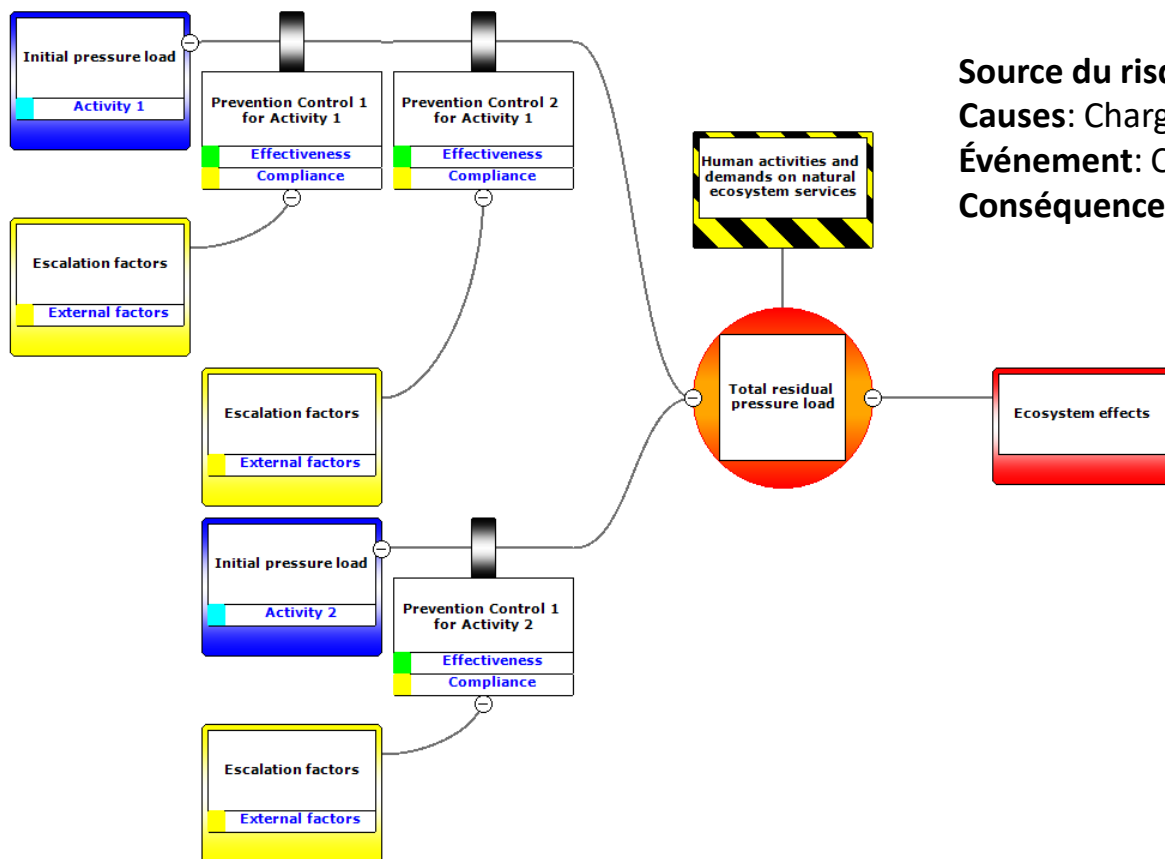 Initial pressure load
Activity 1
Prevention Control 1
for Activity 1
Effectiveness
Compliance
Prevention Control 2
for Activity 1
Effectiveness
Compliance
Escalation factors
External factors
Escalation factors
External factors
Initial pressure load
Activity 2
Prevention Control 1
for Activity 2
Effectiveness
Compliance
Escalation factors
External factors
Human activities and
demands on natural
ecosystem services
Total residual
pressure load
Ecosystem effects
Source du
Causes:
Événement:
Conséquence